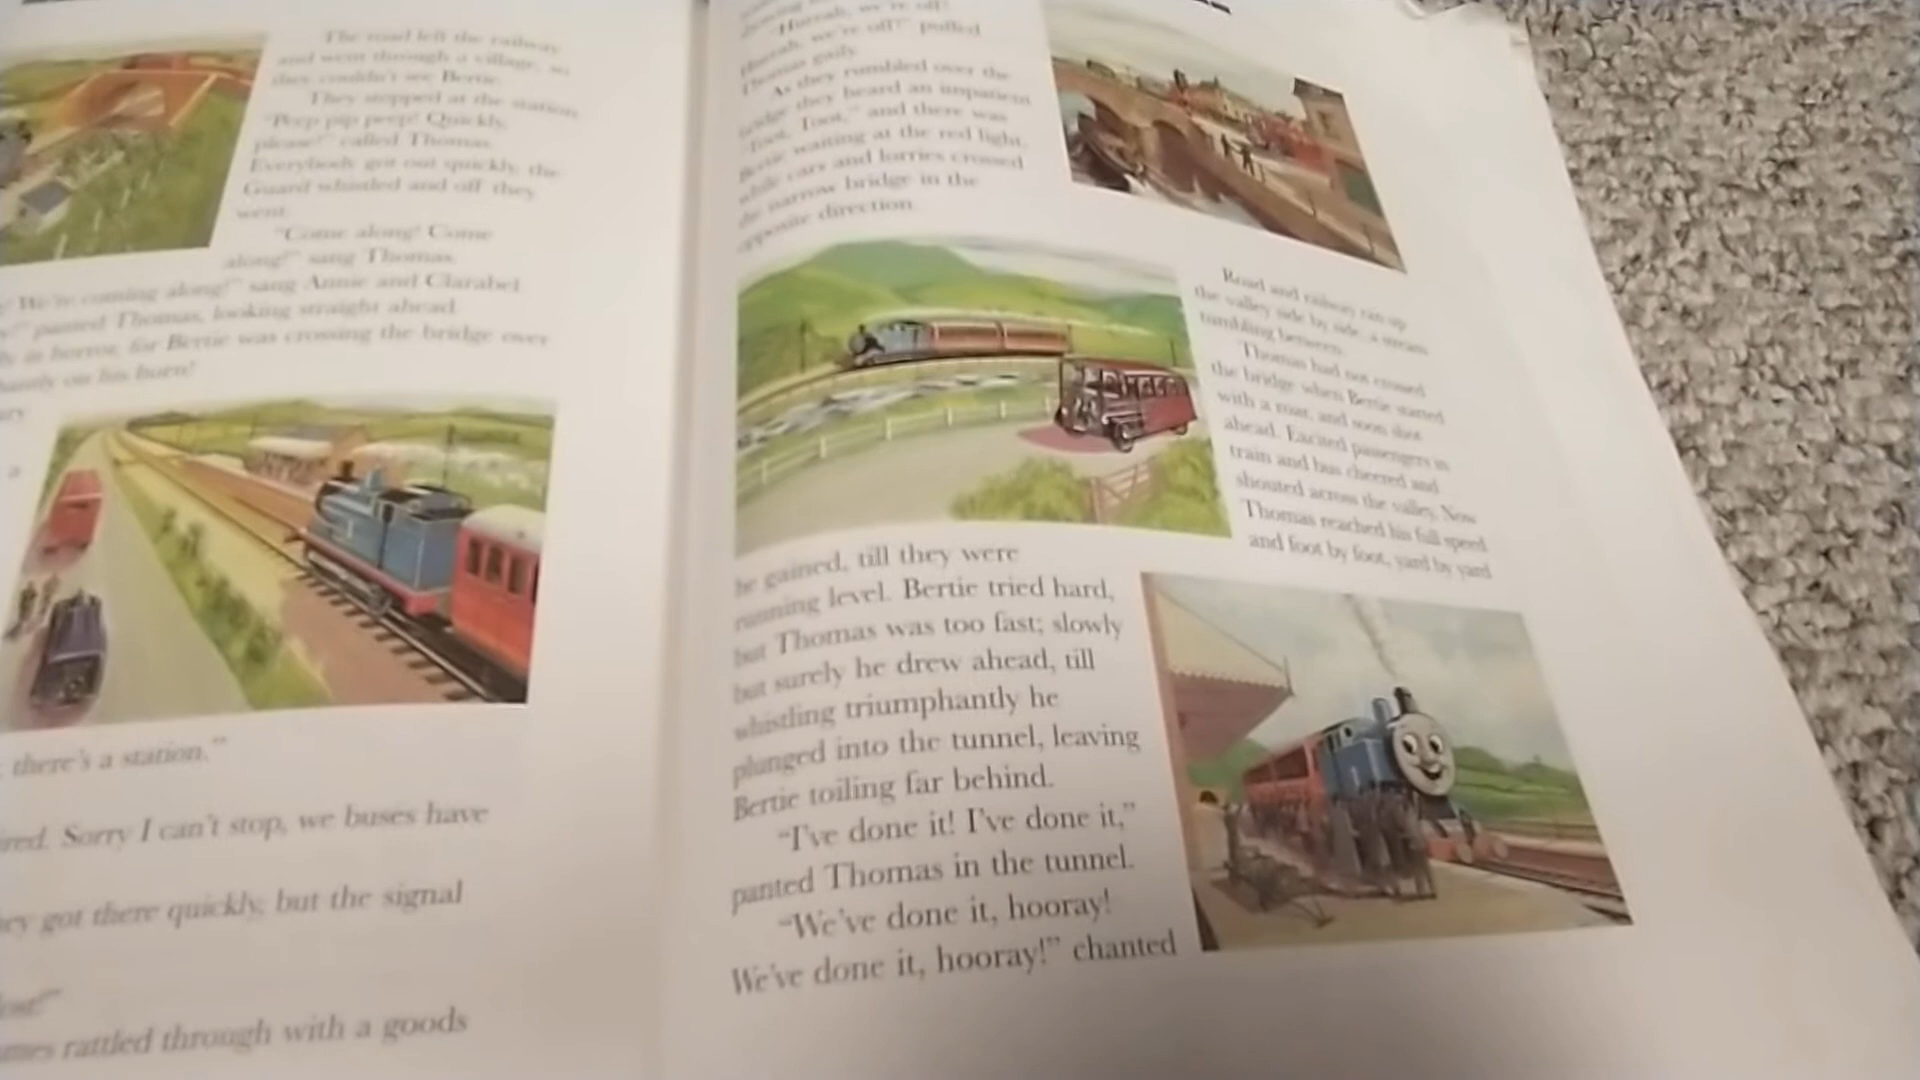 The road left the railway
and went through a village, so
they couldn't see Bertie.
They stopped at the station.
"Peep pip peep! Quickly,
please!" called Thomas.
Everybody got out quickly, the
Guard whistled and off they
went.
"Come along! Come
along!" sang Thomas.
We're coming along!" sang Annie and Clarabel.
panted Thomas, looking straight ahead.
in horror, for Bertie was crossing the bridge over
on his horn!
a
there's a station."
Sorry I can't stop, we buses have
got there quickly, but the signal
rattled through with a goods
"Hurrah, we're off!
Hurrah, we're off!" puffed
Thomas gaily.
As they rumbled over the
bridge they heard an impatient
"Toot, Toot," and there was
Bertie waiting at the red light,
while cars and lorries crossed
the narrow bridge in the
opposite direction.
Road and railway ran up
the valley side by side, a stream
tumbling between.
Thomas had not crossed
the bridge when Bertie started
with a roar, and soon shot
ahead. Excited passengers in
train and bus cheered and
shouted across the valley. Now
Thomas reached his full speed
and foot by foot, yard by yard
he gained, till they were
running level. Bertie tried hard,
but Thomas was too fast; slowly
but surely he drew ahead, till
whistling triumphantly he
plunged into the tunnel, leaving
Bertie toiling far behind.
"I've done it! I've done it,"
panted Thomas in the tunnel.
"We've done it, hooray!
We've done it, hooray!" chanted